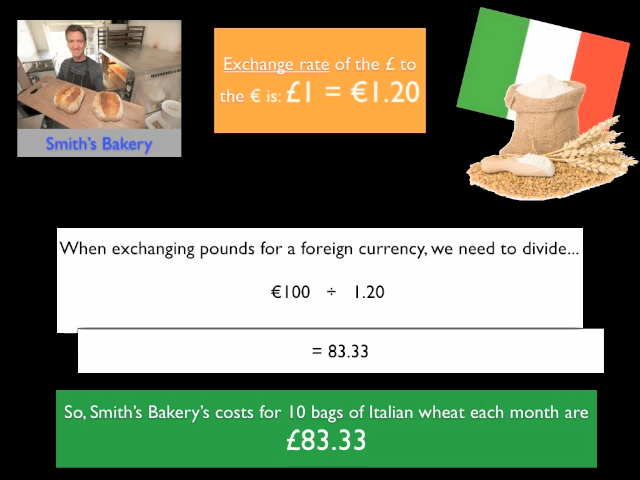 Smith's Bakery
Exchange rate of the £ to
the € is: £1 = €1.20
When exchanging pounds for a foreign currency, we need to divide...
€100 ÷ 1.20
= 83.33
So, Smith's Bakery's costs for 10 bags of Italian wheat each month are
£83.33